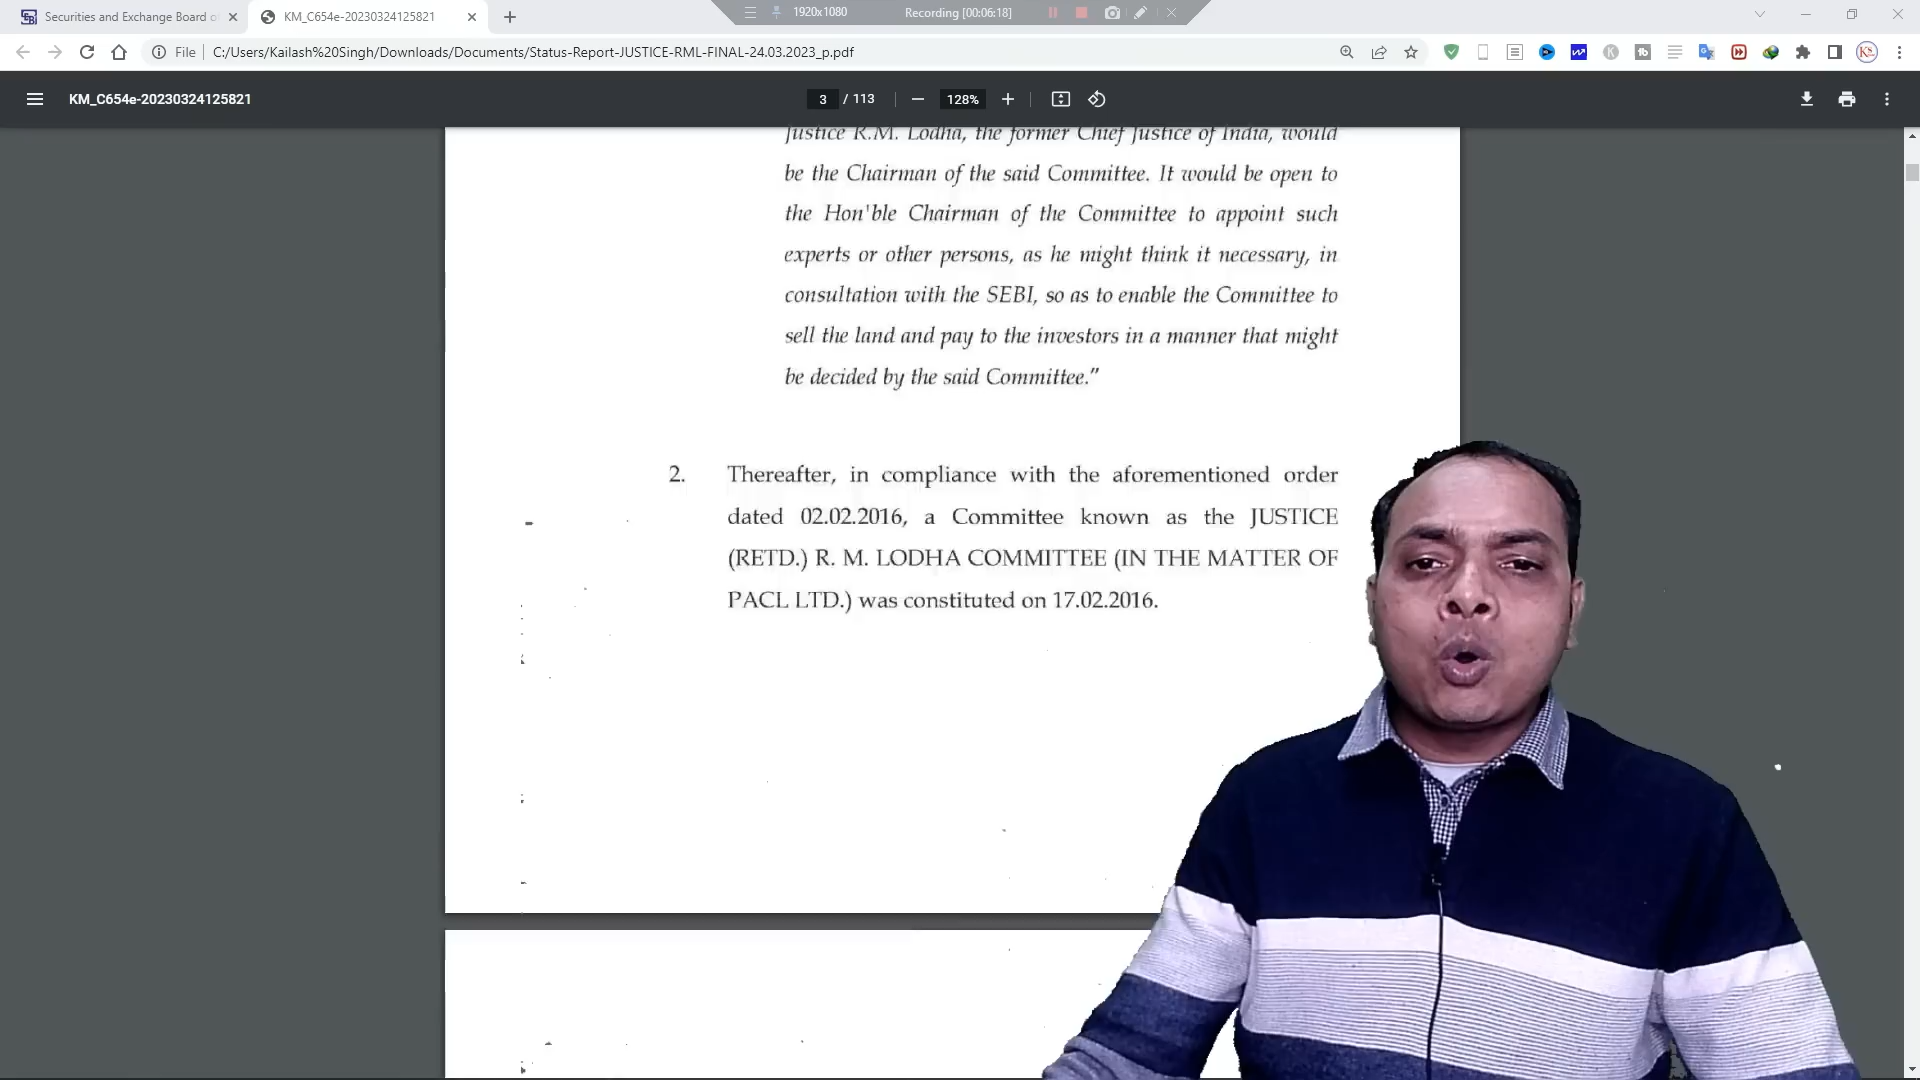 Securities and Exchange Board o
KM_C654e-20230324125821
1920x1080
Recording [00:06:18]
File
C:/Users/Kailash%20Singh/Downloads/Documents/Status-Report-JUSTICE-RML-FINAL-24.03.2023_p.pdf
KM_C654e-20230324125821
3 / 113
128%
Justice R.M. Lodha, the former Chief Justice of India, would
be the Chairman of the said Committee. It would be open to
the Hon'ble Chairman of the Committee to appoint such
experts or other persons, as he might think it necessary, in
consultation with the SEBI, so as to enable the Committee to
sell the land and pay to the investors in a manner that might
be decided by the said Committee."
2. Thereafter, in compliance with the aforementioned order
dated 02.02.2016, a Committee known as the JUSTICE
(RETD.) R. M. LODHA COMMITTEE (IN THE MATTER OF
PACL LTD.) was constituted on 17.02.2016.